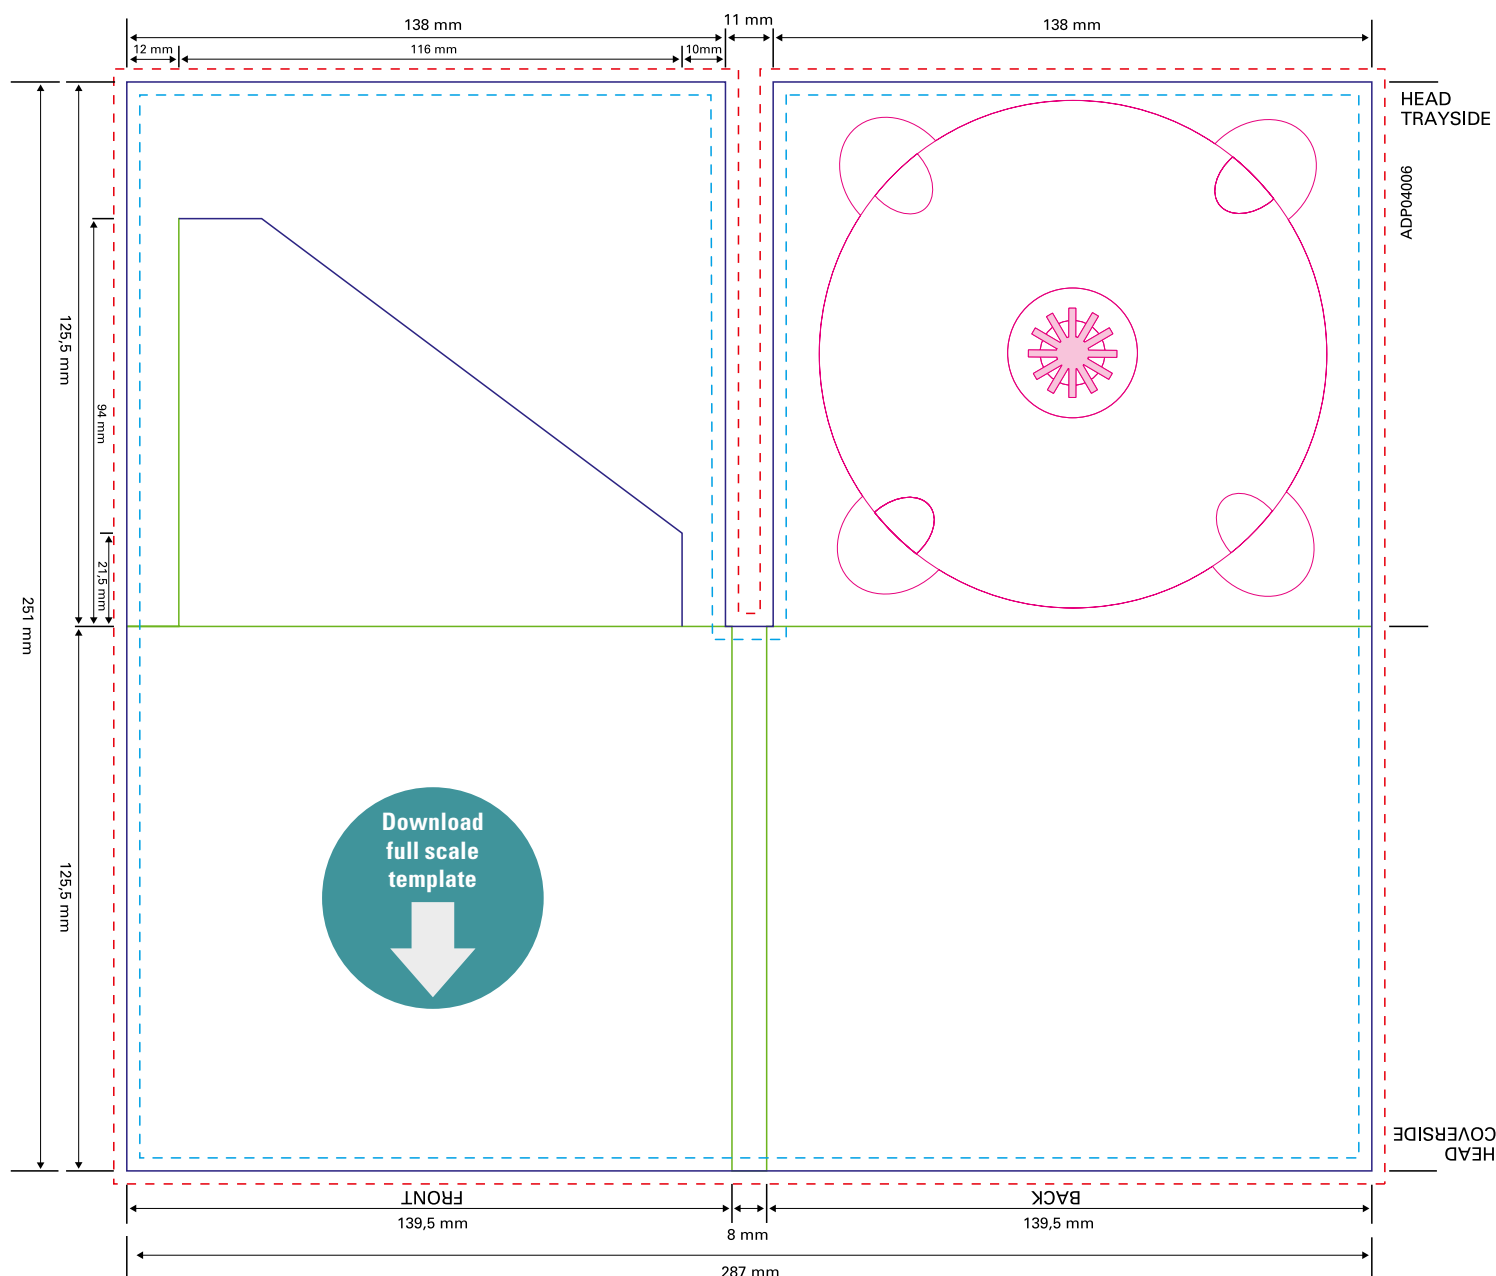 138 mm
11 mm
138 mm
12 mm
116 mm
10mm
HEAD
TRAYSIDE
ADP04006
125,5 mm
94 mm
21,5 mm
251 mm
125,5 mm
Download
full scale
template
HEAD
COVERSIDE
FRONT
BACK
139,5 mm
8 mm
139,5 mm
287 mm